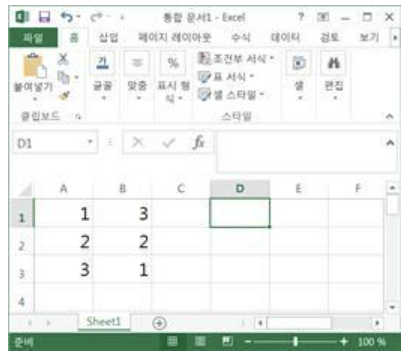 통합 문서1 - Excel
파일 홈 삽입 페이지 레이아웃 수식 데이터 검토 보기
조건부 서식
표 서식
셀 스타일
붙여넣기 글꼴 맞춤 표시 형식 셀 편집
클립보드 스타일
D1 fx
A B C D E F
1 1 3
2 2 2
3 3 1
4
Sheet1
준비 100 %